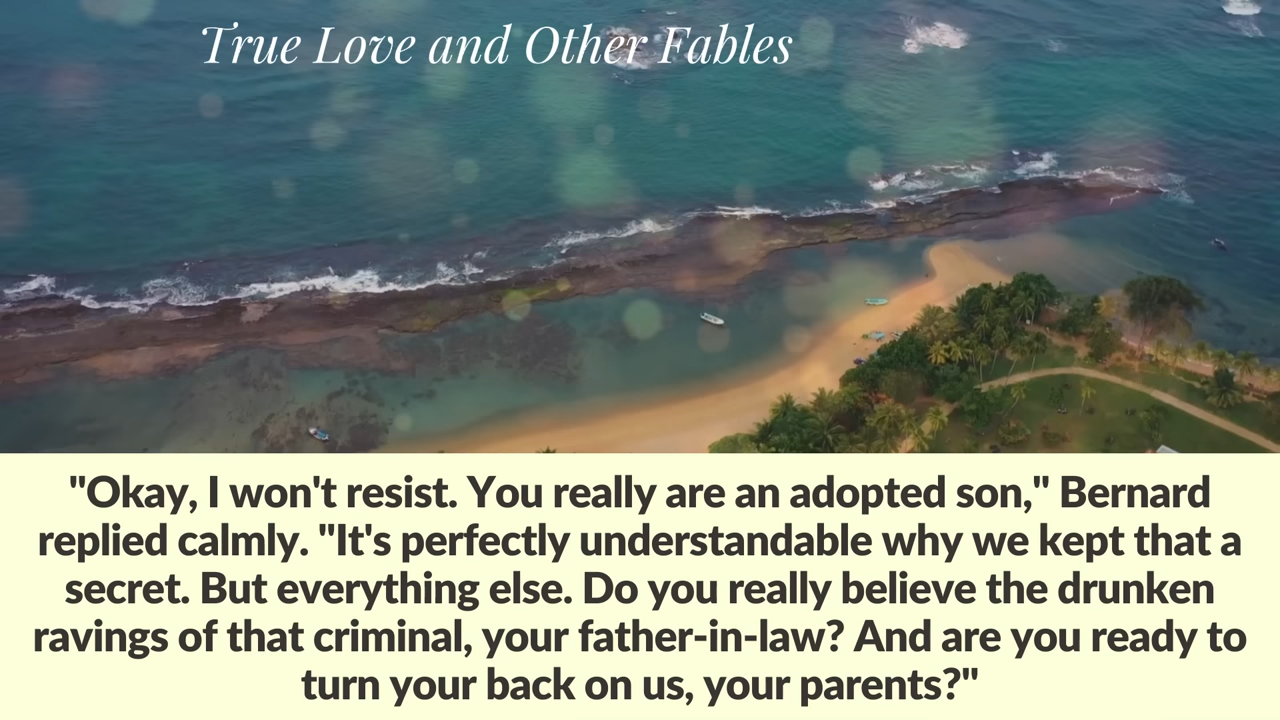 True Love and Other Fables
"Okay, I won't resist. You really are an adopted son," Bernard
replied calmly. "It's perfectly understandable why we kept that a
secret. But everything else. Do you really believe the drunken
ravings of that criminal, your father-in-law? And are you ready to
turn your back on us, your parents?"